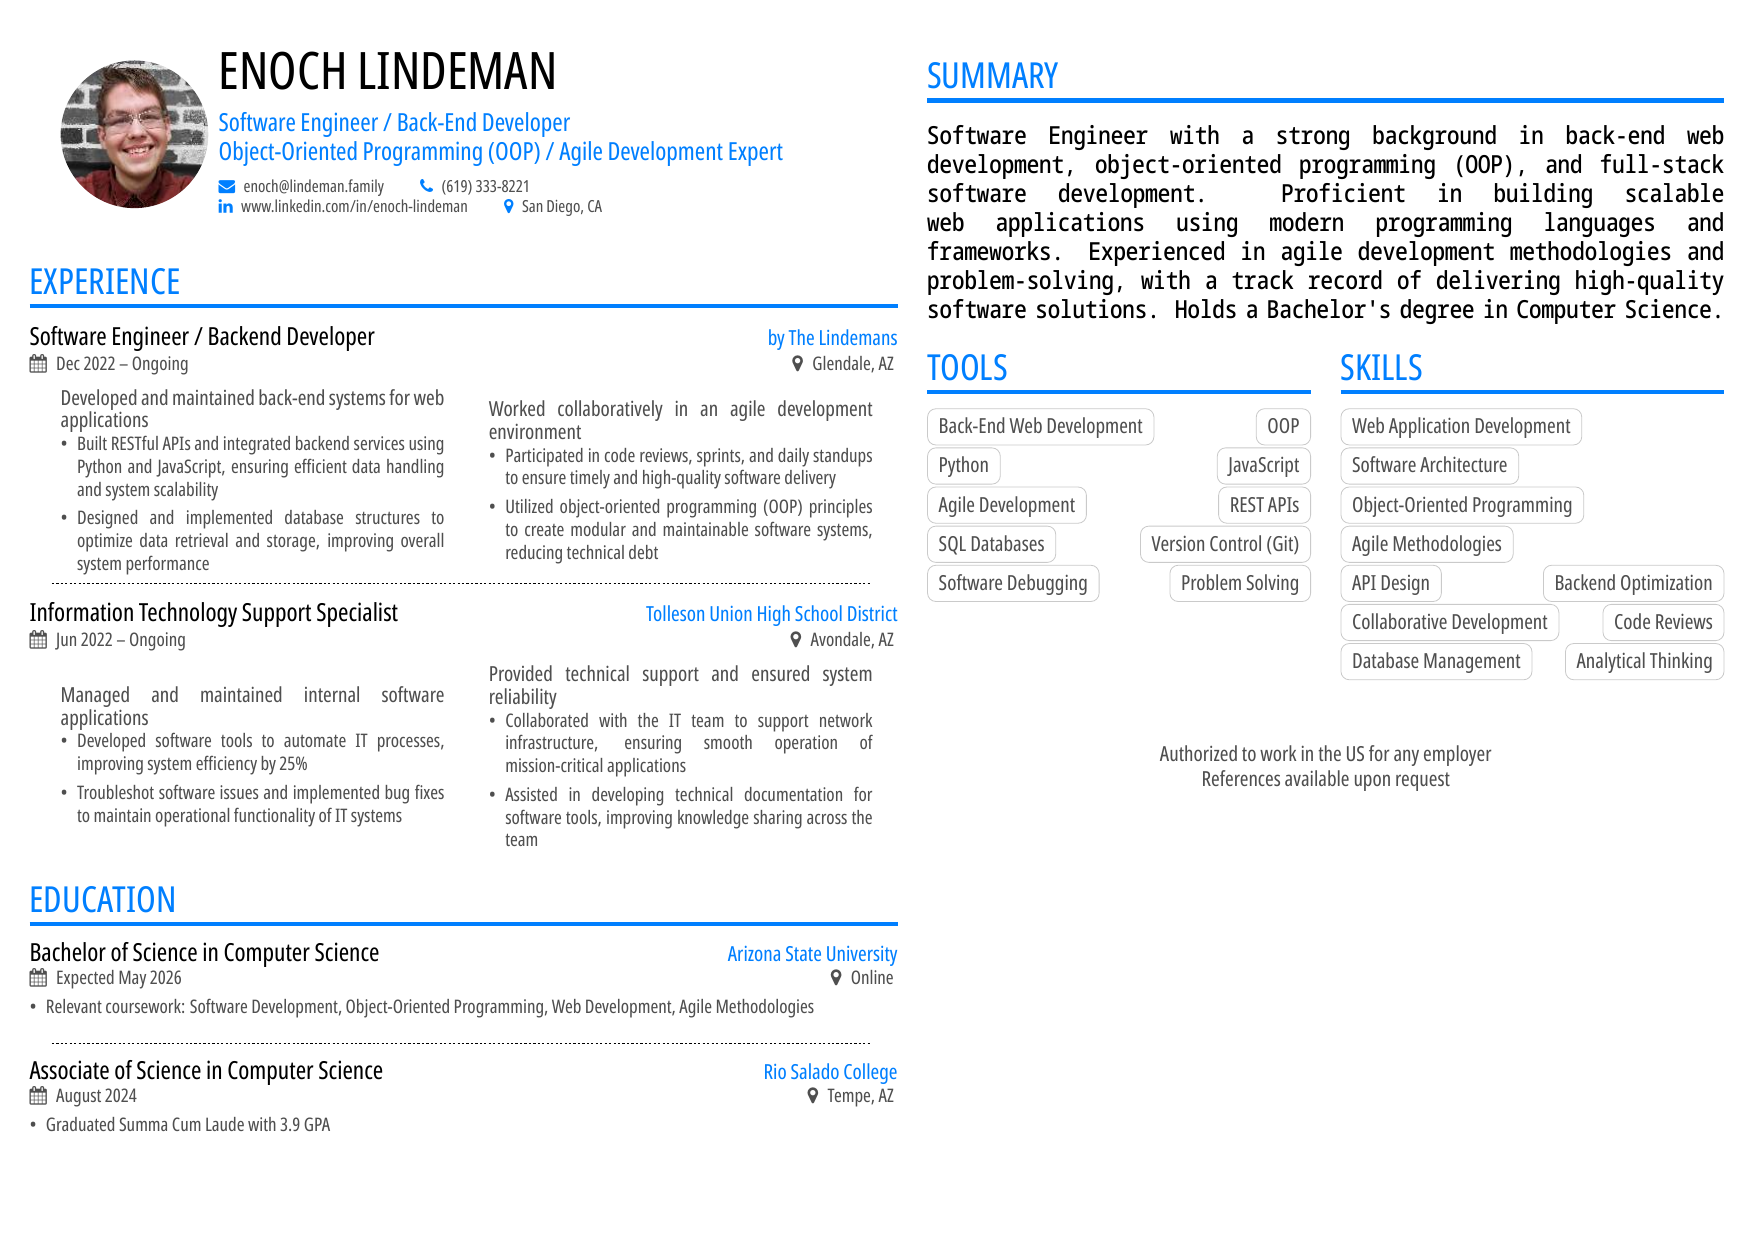 ENOCH LINDEMAN
Software Engineer / Back-End Developer
Object-Oriented Programming (OOP) / Agile Development Expert
enoch@lindeman.family (619) 333-8221
www.linkedin.com/in/enoch-lindeman San Diego, CA
EXPERIENCE
Software Engineer / Backend Developer by The Lindemans
Dec 2022 – Ongoing Glendale, AZ
Developed and maintained back-end systems for web
applications
• Built RESTful APIs and integrated backend services using
Python and JavaScript, ensuring efficient data handling
and system scalability
• Designed and implemented database structures to
optimize data retrieval and storage, improving overall
system performance
Worked collaboratively in an agile development
environment
• Participated in code reviews, sprints, and daily standups
to ensure timely and high-quality software delivery
• Utilized object-oriented programming (OOP) principles
to create modular and maintainable software systems,
reducing technical debt
Information Technology Support Specialist Tolleson Union High School District
Jun 2022 – Ongoing Avondale, AZ
Managed and maintained internal software
applications
• Developed software tools to automate IT processes,
improving system efficiency by 25%
• Troubleshot software issues and implemented bug fixes
to maintain operational functionality of IT systems
Provided technical support and ensured system
reliability
• Collaborated with the IT team to support network
infrastructure, ensuring smooth operation of
mission-critical applications
• Assisted in developing technical documentation for
software tools, improving knowledge sharing across the
team
EDUCATION
Bachelor of Science in Computer Science Arizona State University
Expected May 2026 Online
• Relevant coursework: Software Development, Object-Oriented Programming, Web Development, Agile Methodologies
Associate of Science in Computer Science Rio Salado College
August 2024 Tempe, AZ
• Graduated Summa Cum Laude with 3.9 GPA
SUMMARY
Software Engineer with a strong background in back-end web
development, object-oriented programming (OOP), and full-stack
software development. Proficient in building scalable
web applications using modern programming languages and
frameworks. Experienced in agile development methodologies and
problem-solving, with a track record of delivering high-quality
software solutions. Holds a Bachelor's degree in Computer Science.
TOOLS
Back-End Web Development OOP
Python JavaScript
Agile Development REST APIs
SQL Databases Version Control (Git)
Software Debugging Problem Solving
SKILLS
Web Application Development
Software Architecture
Object-Oriented Programming
Agile Methodologies
API Design Backend Optimization
Collaborative Development Code Reviews
Database Management Analytical Thinking
Authorized to work in the US for any employer
References available upon request